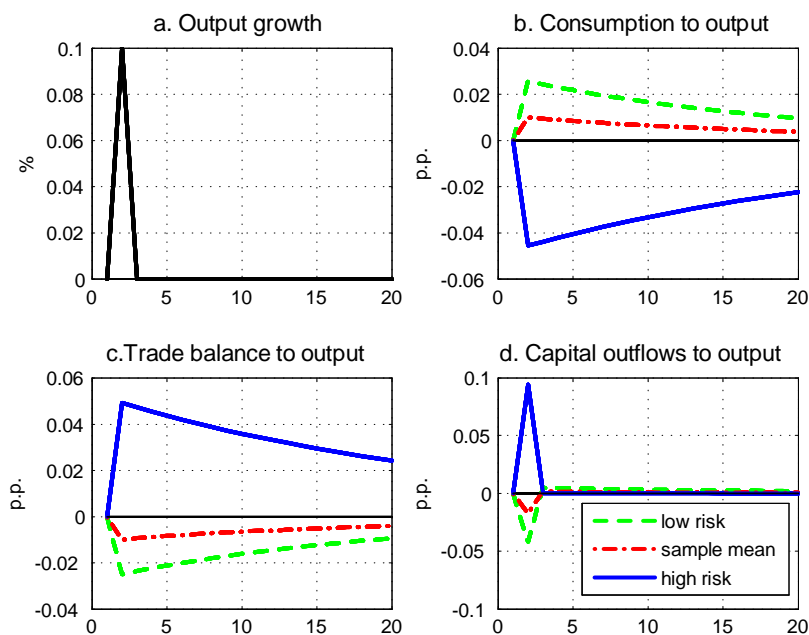 a. Output growth
0.1
0.08
0.06
0.04
0.02
0
%
0 5 10 15 20
b. Consumption to output
0.04
0.02
0
-0.02
-0.04
-0.06
p.p.
0 5 10 15 20
c.Trade balance to output
0.06
0.04
0.02
0
-0.02
-0.04
p.p.
0 5 10 15 20
d. Capital outflows to output
0.1
0.05
0
-0.05
-0.1
p.p.
0 5 10 15 20
low risk
sample mean
high risk